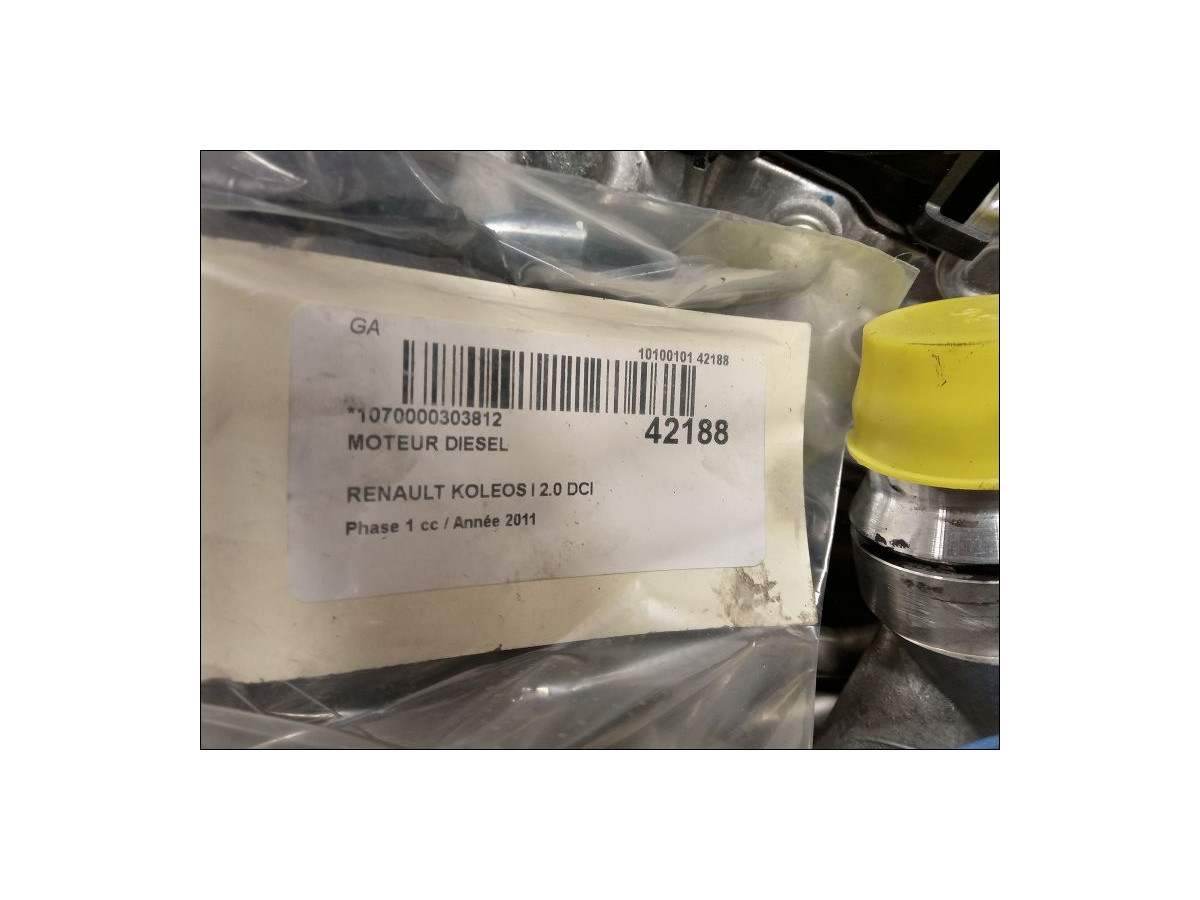 GA
10100101 42188
*1070000303812
42188
MOTEUR DIESEL
RENAULT KOLEOS I 2.0 DCI
Phase 1 cc / Année 2011